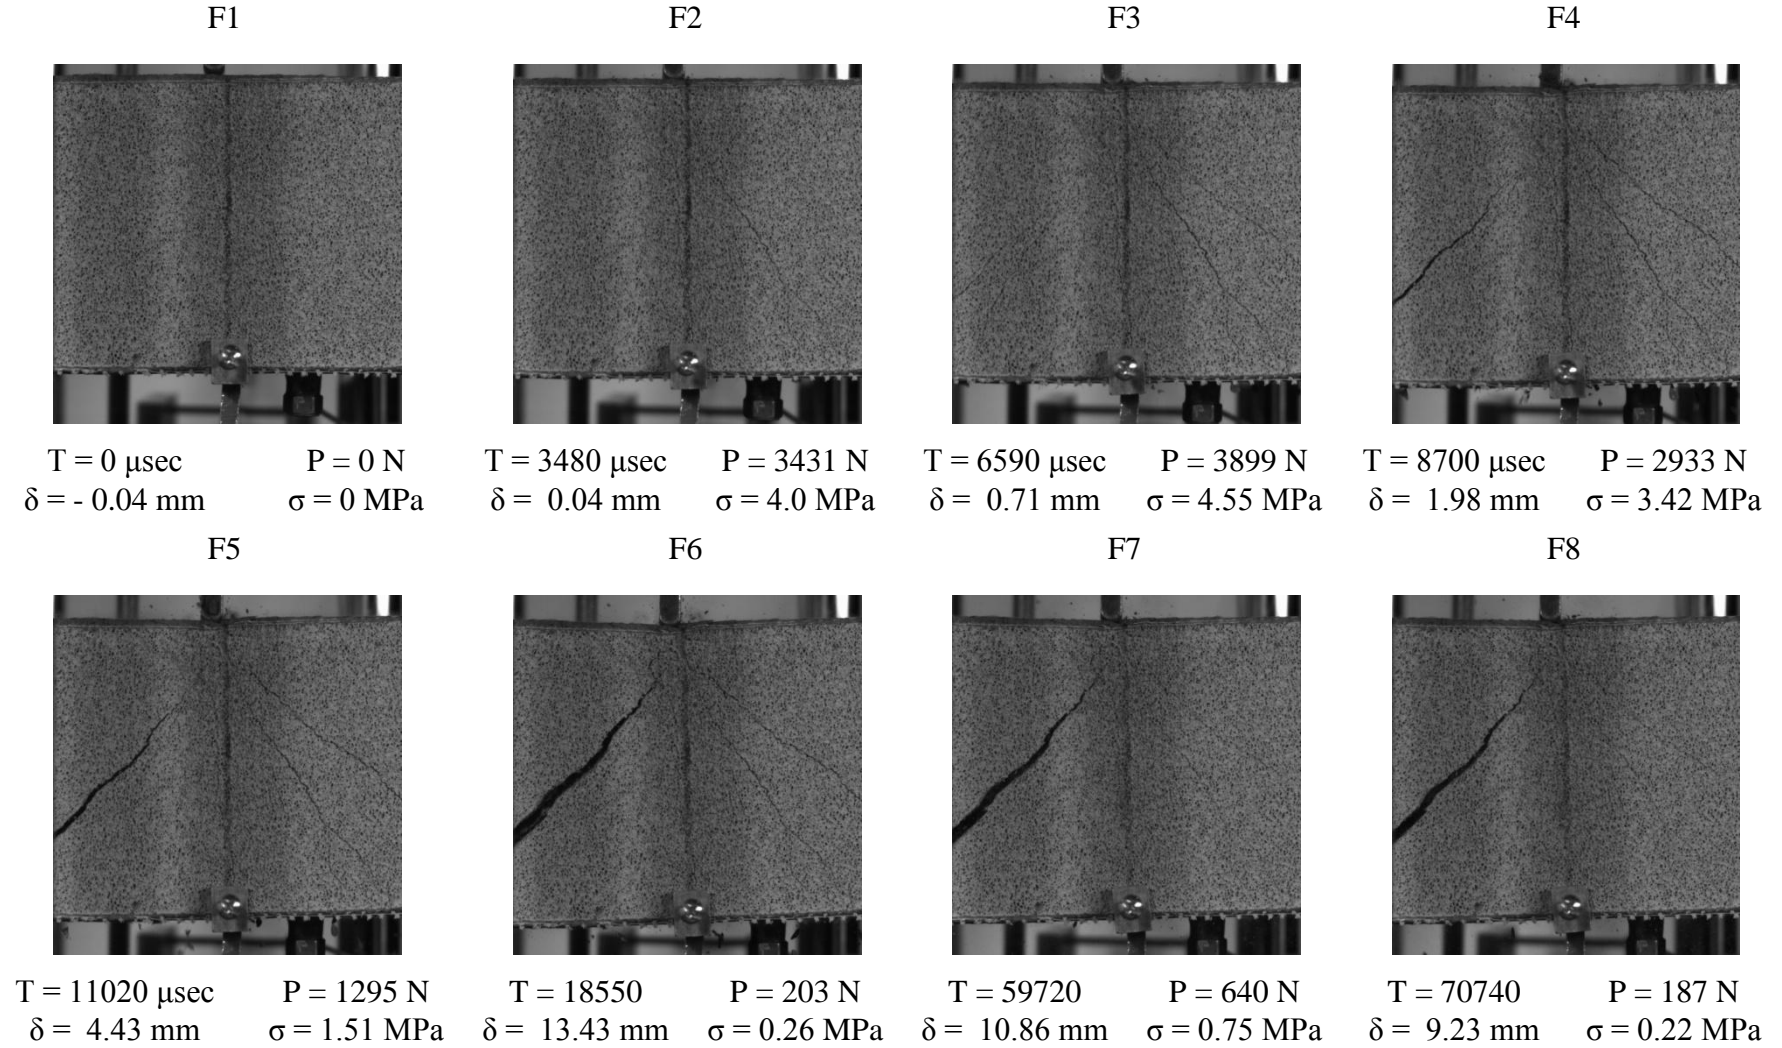 F1 F2 F3 F4
T = 0 μsec P = 0 N T = 3480 μsec P = 3431 N T = 6590 μsec P = 3899 N T = 8700 μsec P = 2933 N
δ = - 0.04 mm σ = 0 MPa δ = 0.04 mm σ = 4.0 MPa δ = 0.71 mm σ = 4.55 MPa δ = 1.98 mm σ = 3.42 MPa
F5 F6 F7 F8
T = 11020 μsec P = 1295 N T = 18550 P = 203 N T = 59720 P = 640 N T = 70740 P = 187 N
δ = 4.43 mm σ = 1.51 MPa δ = 13.43 mm σ = 0.26 MPa δ = 10.86 mm σ = 0.75 MPa δ = 9.23 mm σ = 0.22 MPa